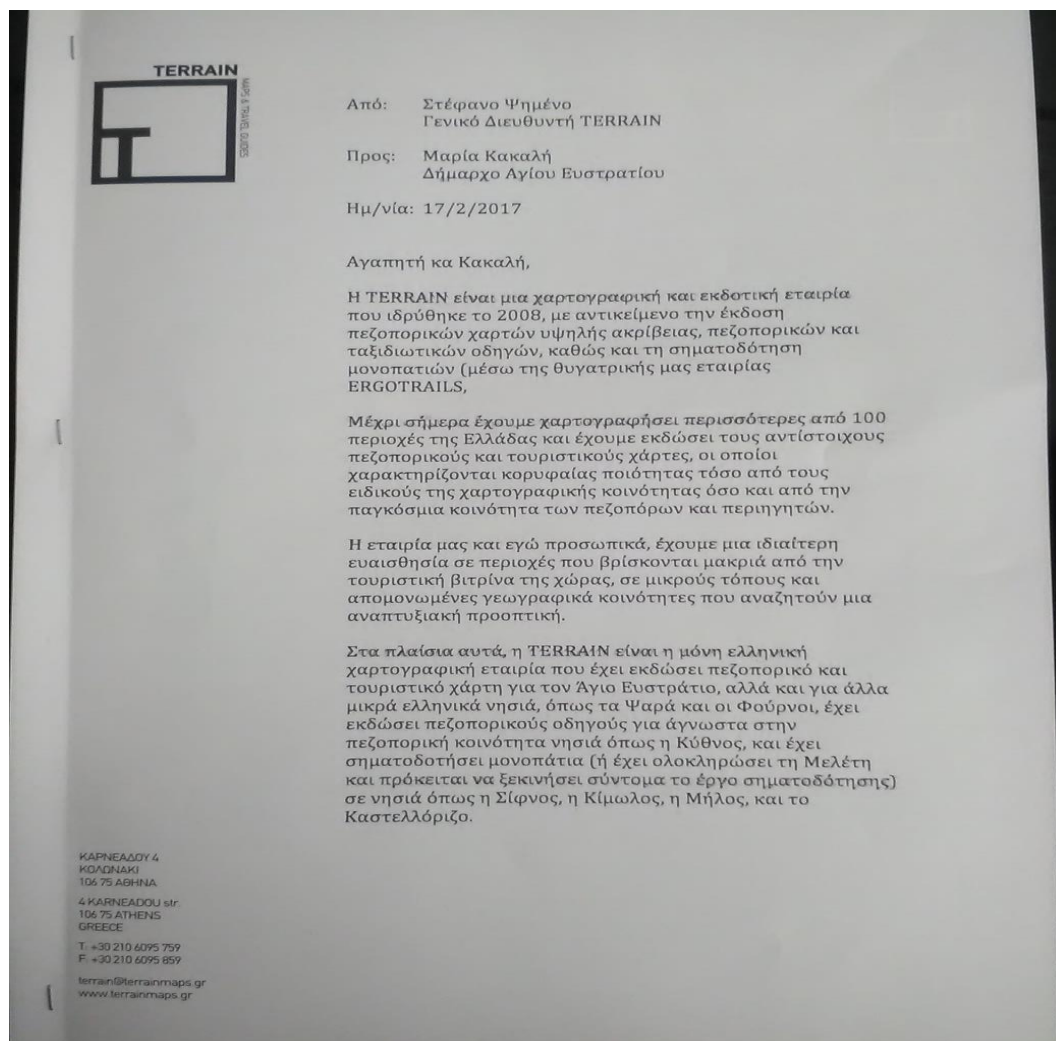 TERRAIN
MAPS & TRAVEL GUIDES
Από: Στέφανο Ψημένο
Γενικό Διευθυντή TERRAIN
Προς: Μαρία Κακαλή
Δήμαρχο Αγίου Ευστρατίου
Ημ/νία: 17/2/2017
Αγαπητή κα Κακαλή,
Η TERRAIN είναι μια χαρτογραφική και εκδοτική εταιρία
που ιδρύθηκε το 2008, με αντικείμενο την έκδοση
πεζοπορικών χαρτών υψηλής ακρίβειας, πεζοπορικών και
ταξιδιωτικών οδηγών, καθώς και τη σηματοδότηση
μονοπατιών (μέσω της θυγατρικής μας εταιρίας
ERGOTRAILS,
Μέχρι σήμερα έχουμε χαρτογραφήσει περισσότερες από 100
περιοχές της Ελλάδας και έχουμε εκδώσει τους αντίστοιχους
πεζοπορικούς και τουριστικούς χάρτες, οι οποίοι
χαρακτηρίζονται κορυφαίας ποιότητας τόσο από τους
ειδικούς της χαρτογραφικής κοινότητας όσο και από την
παγκόσμια κοινότητα των πεζοπόρων και περιηγητών.
Η εταιρία μας και εγώ προσωπικά, έχουμε μια ιδιαίτερη
ευαισθησία σε περιοχές που βρίσκονται μακριά από την
τουριστική βιτρίνα της χώρας, σε μικρούς τόπους και
απομονωμένες γεωγραφικά κοινότητες που αναζητούν μια
αναπτυξιακή προοπτική.
Στα πλαίσια αυτά, η TERRAIN είναι η μόνη ελληνική
χαρτογραφική εταιρία που έχει εκδώσει πεζοπορικό και
τουριστικό χάρτη για τον Άγιο Ευστράτιο, αλλά και για άλλα
μικρά ελληνικά νησιά, όπως τα Ψαρά και οι Φούρνοι, έχει
εκδώσει πεζοπορικούς οδηγούς για άγνωστα στην
πεζοπορική κοινότητα νησιά όπως η Κύθνος, και έχει
σηματοδοτήσει μονοπάτια (ή έχει ολοκληρώσει τη Μελέτη
και πρόκειται να ξεκινήσει σύντομα το έργο σηματοδότησης)
σε νησιά όπως η Σίφνος, η Κίμωλος, η Μήλος, και το
Καστελλόριζο.
ΚΑΡΝΕΑΔΟΥ 4
ΚΟΛΩΝΑΚΙ
106 75 ΑΘΗΝΑ
4 KARNEADOU str.
106 75 ATHENS
GREECE
T. +30 210 6095 759
F. +30 210 6095 859
terrain@terrainmaps.gr
www.terrainmaps.gr